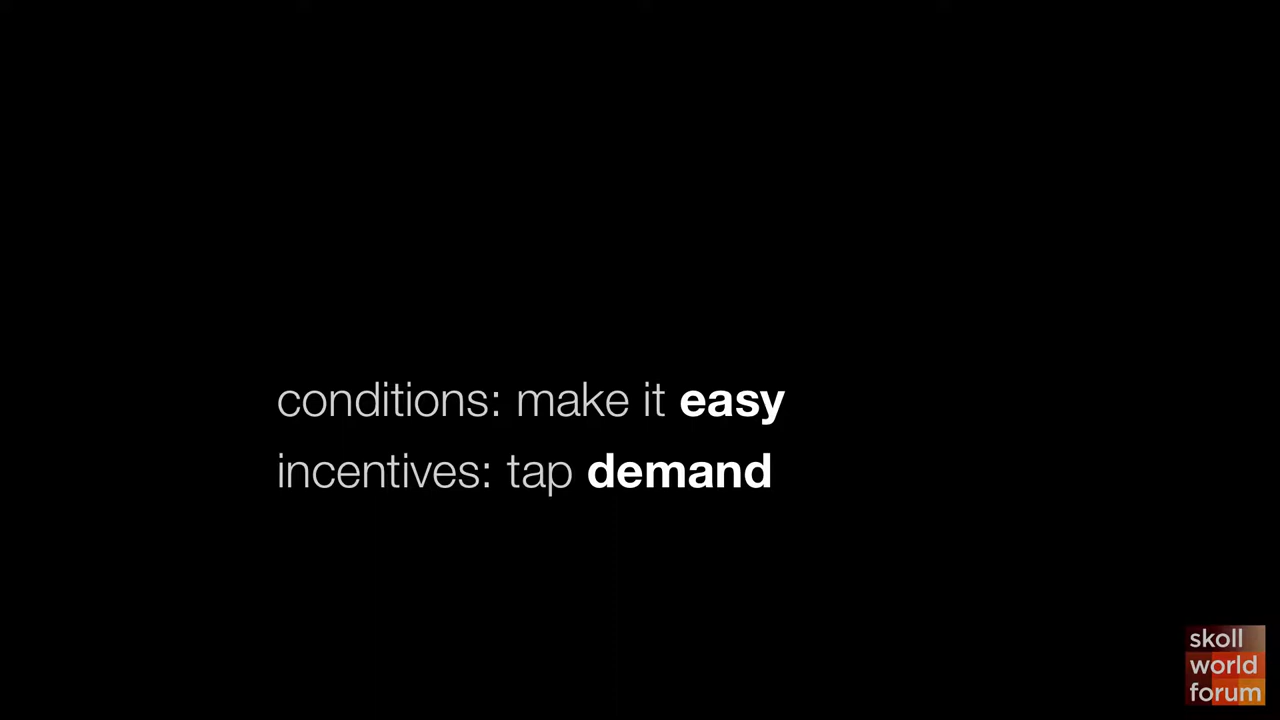 conditions: make it easy
incentives: tap demand
skoll
world
forum